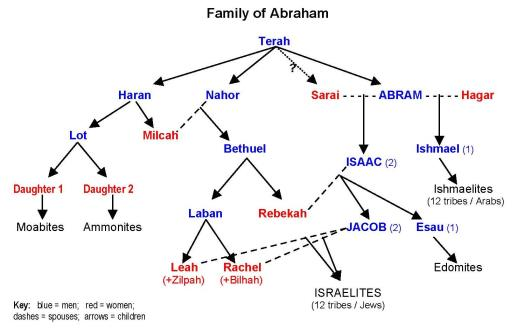 Family of Abraham
Terah
?
Haran
Nahor
Sarai
ABRAM
Hagar
Lot
Milcah
Bethuel
ISAAC (2)
Ishmael (1)
Daughter 1
Daughter 2
Ishmaelites
(12 tribes / Arabs)
Moabites
Ammonites
Laban
Rebekah
JACOB (2)
Esau (1)
Leah
(+Zilpah)
Rachel
(+Bilhah)
Edomites
ISRAELITES
(12 tribes / Jews)
Key: blue = men; red = women;
dashes = spouses; arrows = children